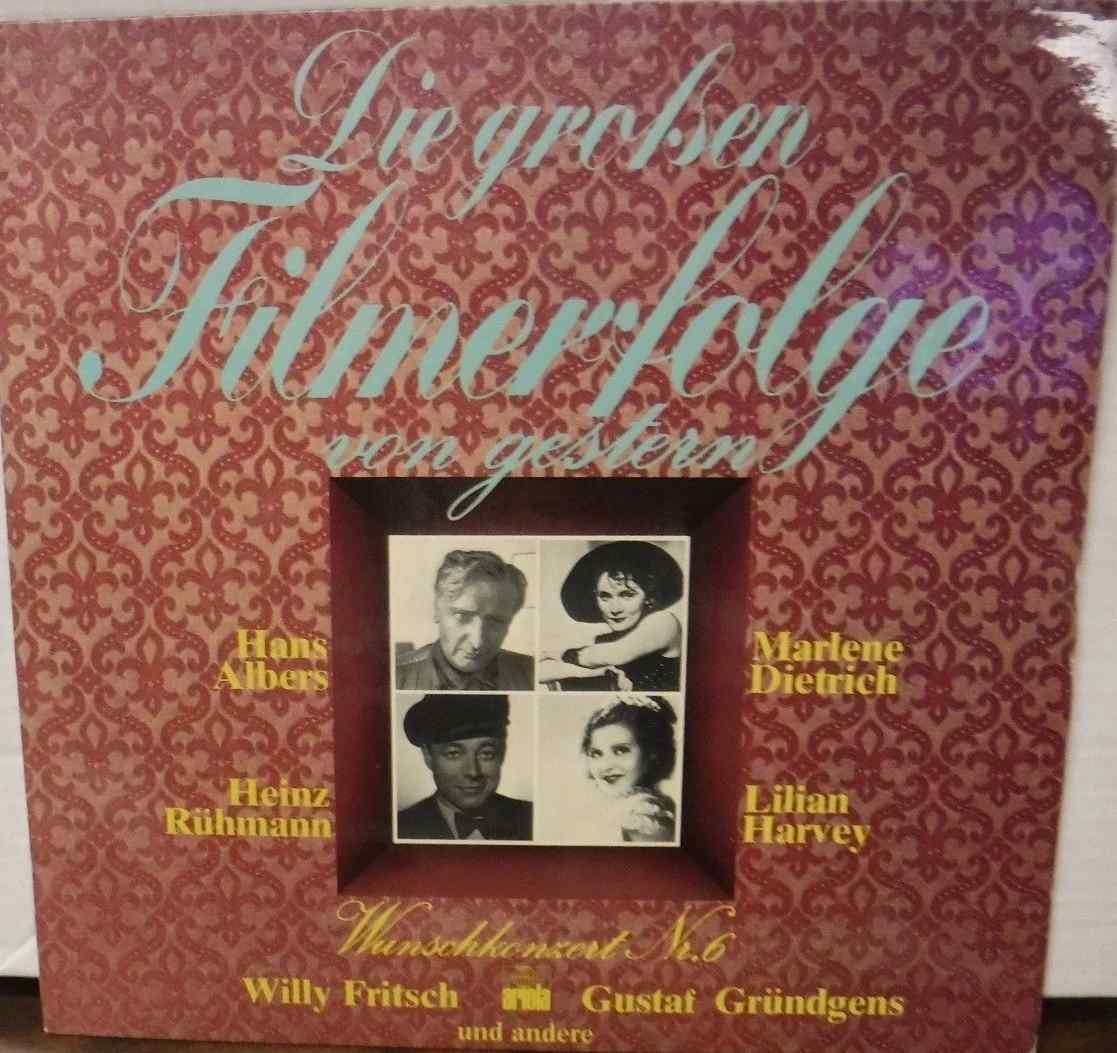 Die großen
Filmerfolge
von gestern
Hans
Albers
Marlene
Dietrich
Heinz
Rühmann
Lilian
Harvey
Wunschkonzert Nr.6
Willy Fritsch
ariola
Gustaf Gründgens
und andere